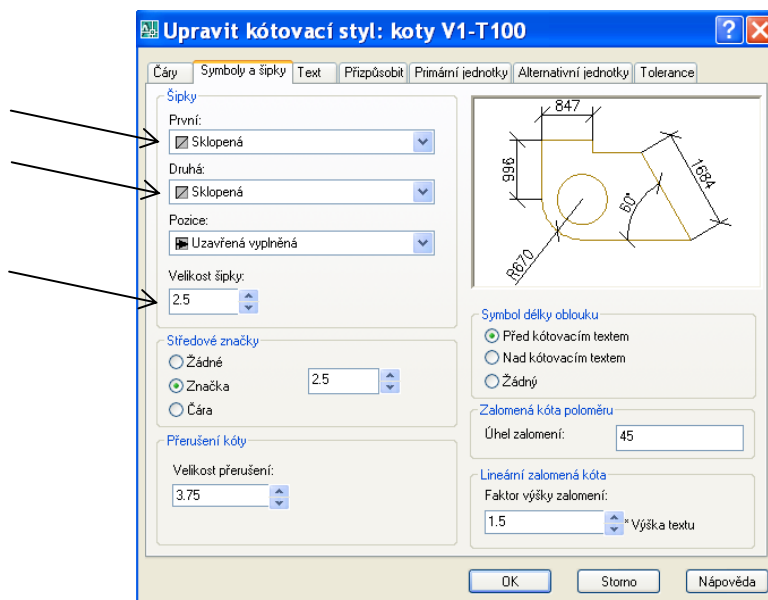 Upravit kótovací styl: koty V1-T100
Čáry Symboly a šipky Text Přizpůsobit Primární jednotky Alternativní jednotky Tolerance
Šipky
První:
Sklopená
Druhá:
Sklopená
Pozice:
Uzavřená vyplněná
Velikost šipky:
2.5
Středové značky
Žádné
Značka
2.5
Čára
Přerušení kóty
Velikost přerušení:
3.75
847
996
1684
60°
R670
Symbol délky oblouku
Před kótovacím textem
Nad kótovacím textem
Žádný
Zalomená kóta poloměru
Úhel zalomení:
45
Lineární zalomená kóta
Faktor výšky zalomení:
1.5
* Výška textu
OK Storno Nápověda